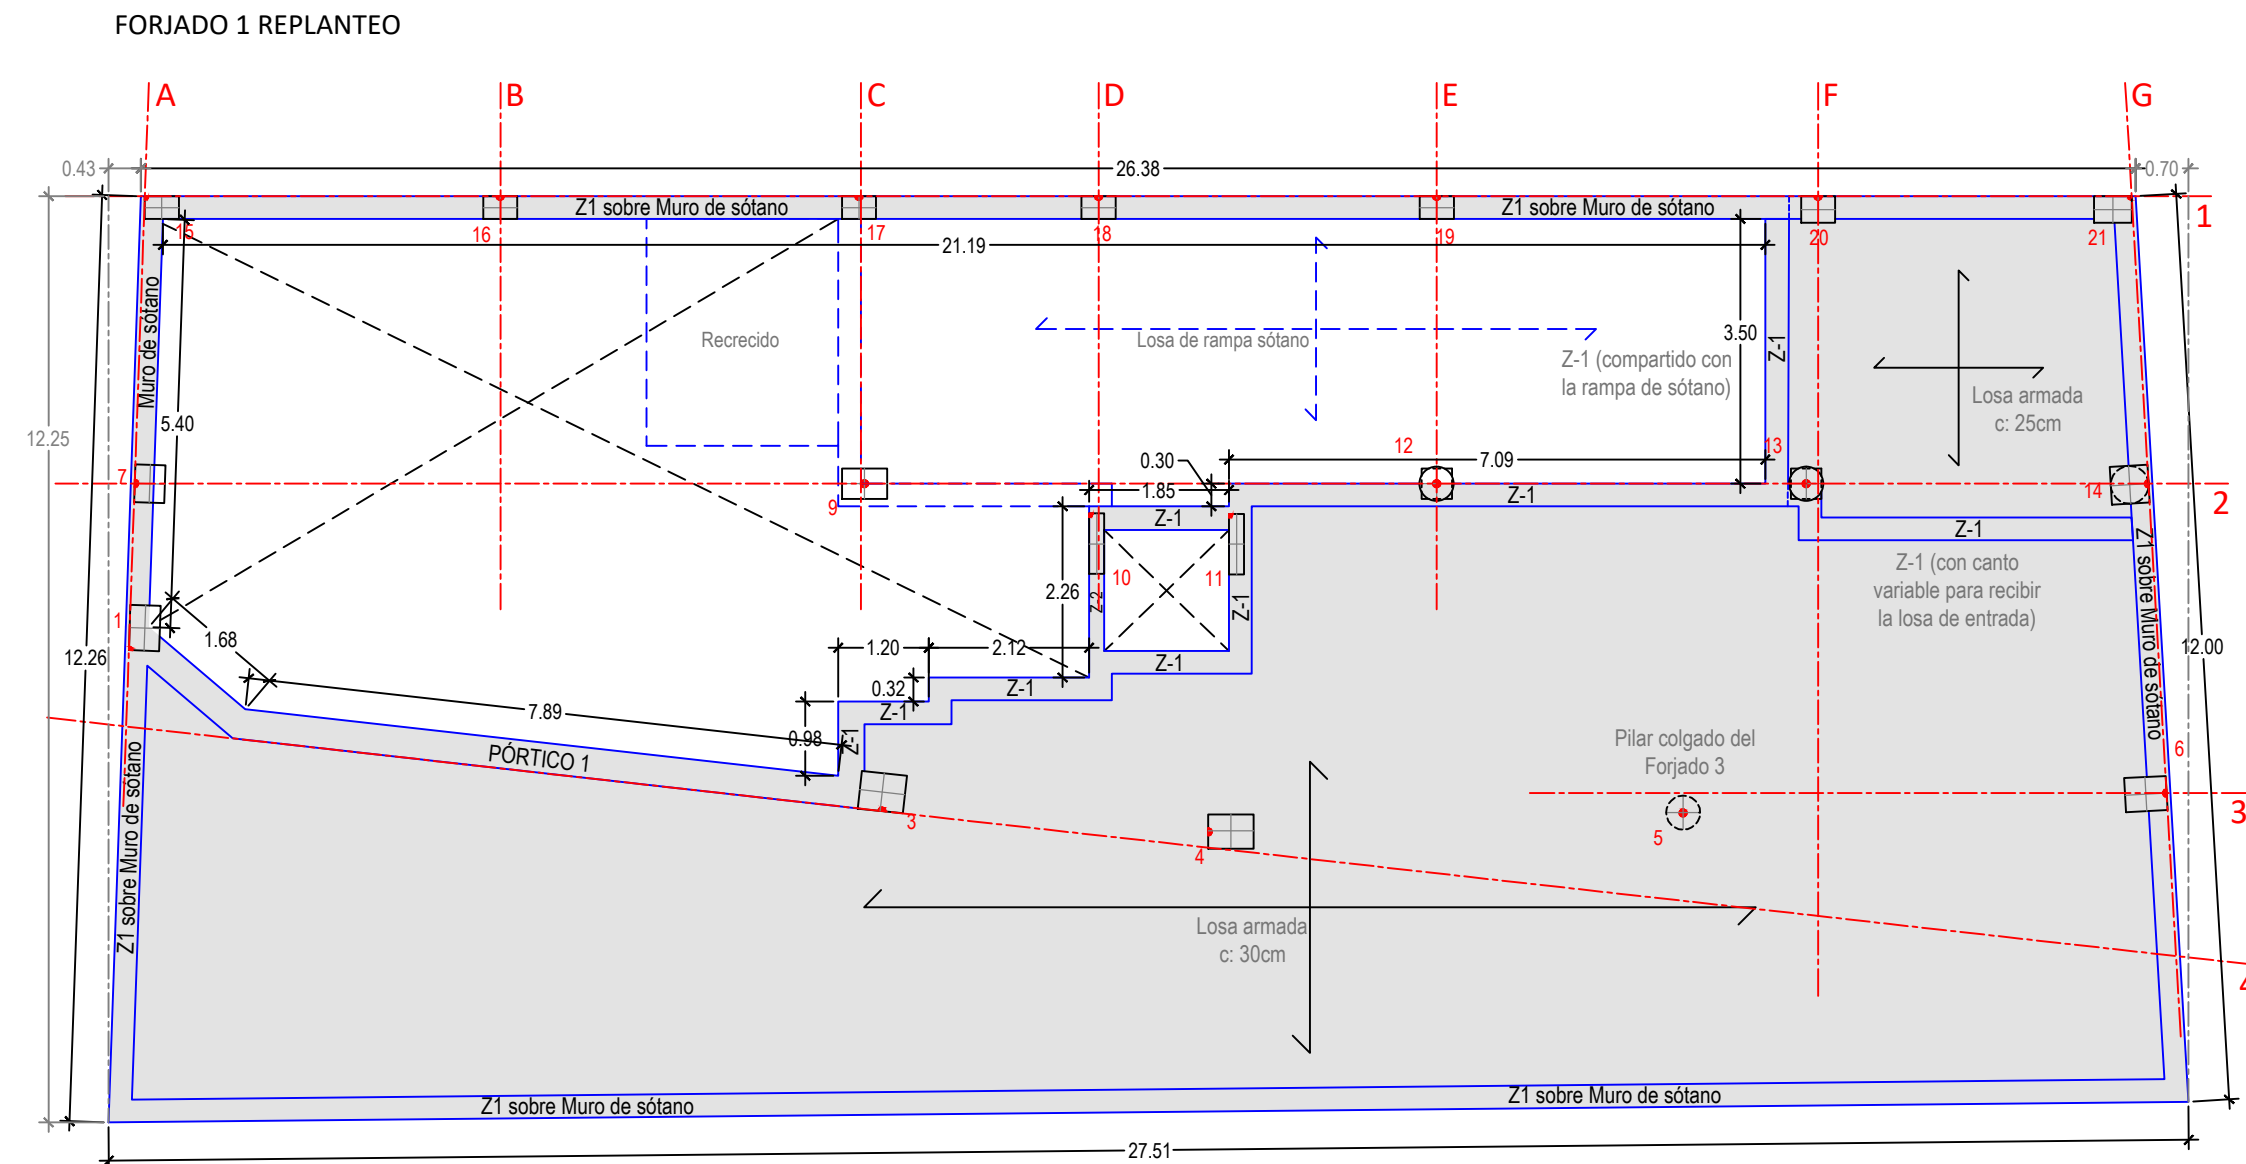 FORJADO 1 REPLANTEO
A
B
C
D
E
F
G
0.43
26.38
0.70
Z1 sobre Muro de sótano
Z1 sobre Muro de sótano
1
15
16
17
18
19
20
21
21.19
Muro de sótano
5.40
Recrecido
Losa de rampa sótano
Z-1 (compartido con
la rampa de sótano)
3.50
Z-1
Losa armada
c: 25cm
12.25
7
9
0.30
1.85
12
7.09
13
14
2
Z-1
Z-1
Z-1
10
11
Z-2
Z-1
2.26
Z-1 (con canto
variable para recibir
la losa de entrada)
Z1 sobre Muro de sótano
1
1.68
12.26
12.00
1.20
2.12
Z-1
0.32
Z-1
Z-1
7.89
0.98
Z-1
PÓRTICO 1
Z1 sobre Muro de sótano
Pilar colgado del
Forjado 3
6
3
3
4
5
Losa armada
c: 30cm
4
Z1 sobre Muro de sótano
Z1 sobre Muro de sótano
27.51